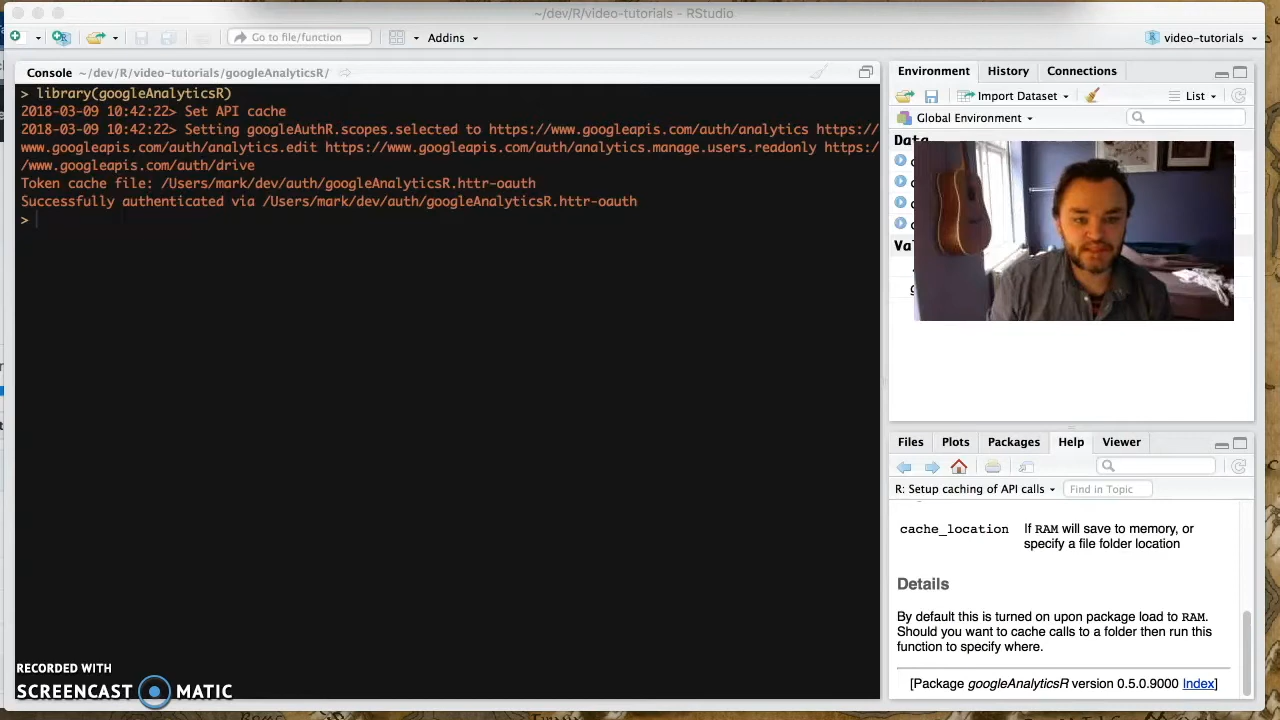 ~/dev/R/video-tutorials - RStudio
Go to file/function
Addins
video-tutorials
Console ~/dev/R/video-tutorials/googleAnalyticsR/
> library(googleAnalyticsR)
2018-03-09 10:42:22> Set API cache
2018-03-09 10:42:22> Setting googleAuthR.scopes.selected to https://www.googleapis.com/auth/analytics https://
www.googleapis.com/auth/analytics.edit https://www.googleapis.com/auth/analytics.manage.users.readonly https:/
/www.googleapis.com/auth/drive
Token cache file: /Users/mark/dev/auth/googleAnalyticsR.httr-oauth
Successfully authenticated via /Users/mark/dev/auth/googleAnalyticsR.httr-oauth
>
Environment History Connections
Import Dataset
List
Global Environment
Data
Files Plots Packages Help Viewer
R: Setup caching of API calls
Find in Topic
cache_location If RAM will save to memory, or
specify a file folder location
Details
By default this is turned on upon package load to RAM.
Should you want to cache calls to a folder then run this
function to specify where.
[Package googleAnalyticsR version 0.5.0.9000 Index]
RECORDED WITH
SCREENCAST MATIC